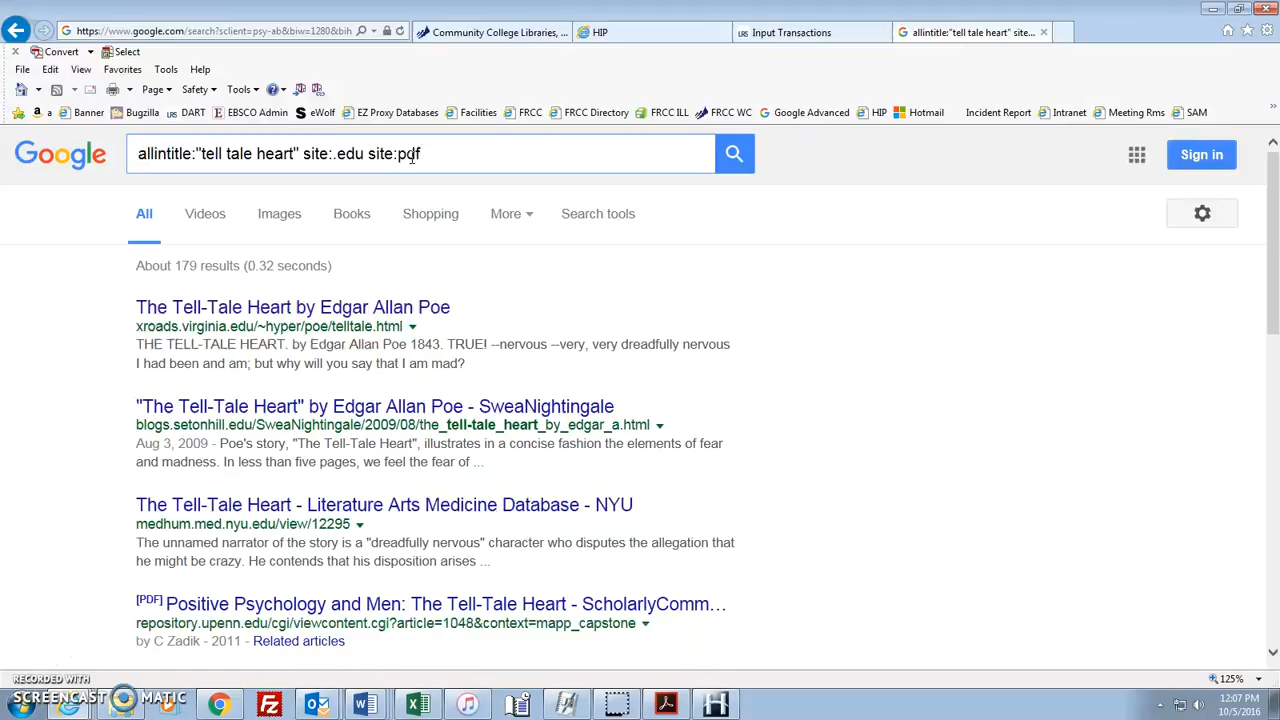 https://www.google.com/search?sclient=psy-ab&biw=1280&bih
Community College Libraries, ...
HIP
Input Transactions
allintitle:"tell tale heart" site...
Convert
Select
File Edit View Favorites Tools Help
Page Safety Tools
a Banner Bugzilla DART EBSCO Admin eWolf EZ Proxy Databases Facilities FRCC FRCC Directory FRCC ILL FRCC WC Google Advanced HIP Hotmail Incident Report Intranet Meeting Rms SAM
Google
allintitle:"tell tale heart" site:.edu site:pdf
Sign in
All Videos Images Books Shopping More Search tools
About 179 results (0.32 seconds)
The Tell-Tale Heart by Edgar Allan Poe
xroads.virginia.edu/~hyper/poe/telltale.html
THE TELL-TALE HEART. by Edgar Allan Poe 1843. TRUE! --nervous --very, very dreadfully nervous
I had been and am; but why will you say that I am mad?
"The Tell-Tale Heart" by Edgar Allan Poe - SweaNightingale
blogs.setonhill.edu/SweaNightingale/2009/08/the_tell-tale_heart_by_edgar_a.html
Aug 3, 2009 - Poe's story, "The Tell-Tale Heart", illustrates in a concise fashion the elements of fear
and madness. In less than five pages, we feel the fear of ...
The Tell-Tale Heart - Literature Arts Medicine Database - NYU
medhum.med.nyu.edu/view/12295
The unnamed narrator of the story is a "dreadfully nervous" character who disputes the allegation that
he might be crazy. He contends that his disposition arises ...
[PDF] Positive Psychology and Men: The Tell-Tale Heart - ScholarlyComm...
repository.upenn.edu/cgi/viewcontent.cgi?article=1048&context=mapp_capstone
by C Zadik - 2011 - Related articles
125%
RECORDED WITH
SCREENCAST MATIC
12:07 PM
10/5/2016